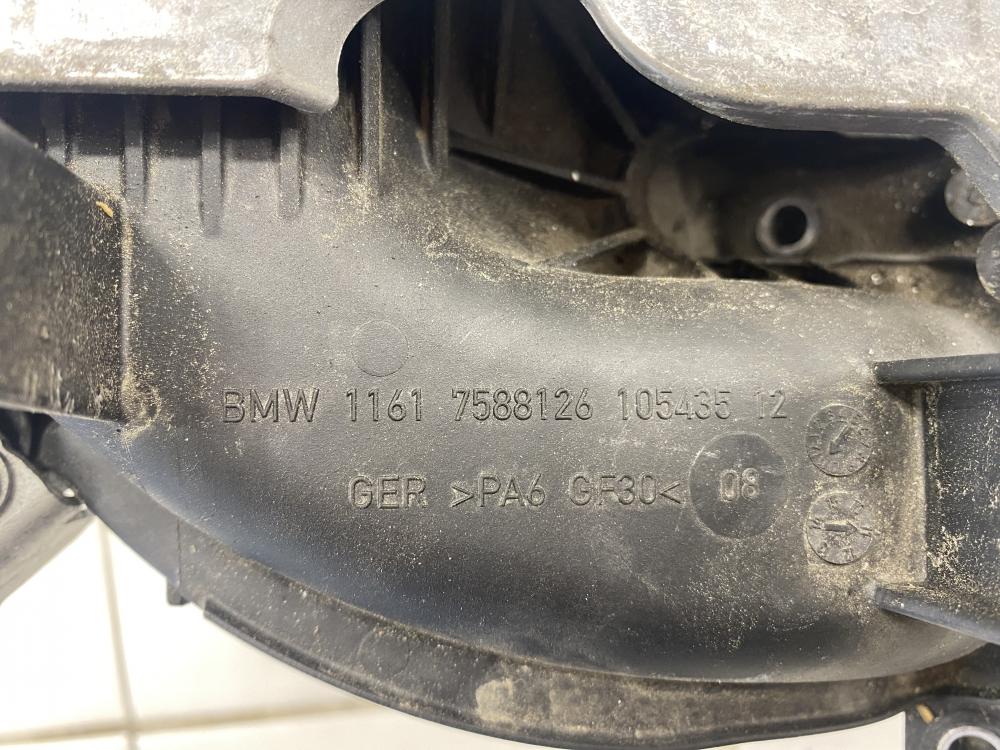 BMW 1161 7588126 105435 12
GER >PA6 GF30< 08